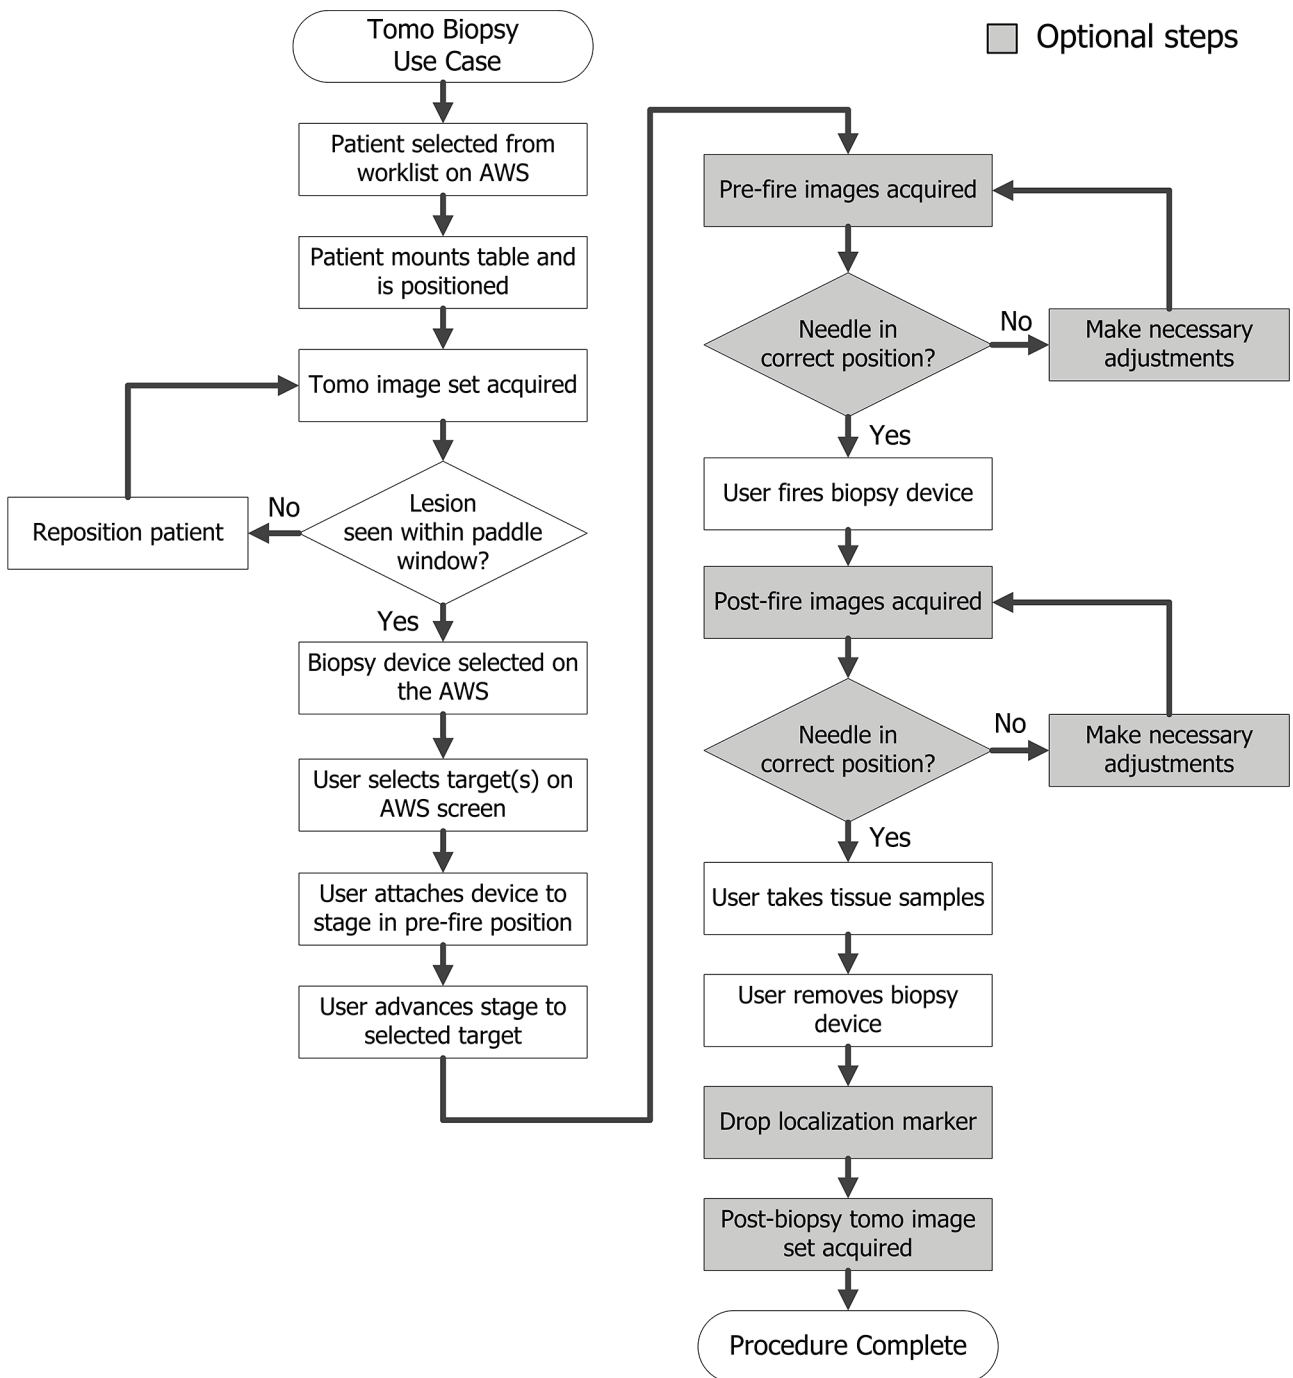 Tomo Biopsy
Use Case
Optional steps
Patient selected from
worklist on AWS
Patient mounts table and
is positioned
Tomo image set acquired
Lesion
seen within paddle
window?
No
Reposition patient
Yes
Biopsy device selected on
the AWS
User selects target(s) on
AWS screen
User attaches device to
stage in pre-fire position
User advances stage to
selected target
Pre-fire images acquired
Needle in
correct position?
No
Make necessary
adjustments
Yes
User fires biopsy device
Post-fire images acquired
Needle in
correct position?
No
Make necessary
adjustments
Yes
User takes tissue samples
User removes biopsy
device
Drop localization marker
Post-biopsy tomo image
set acquired
Procedure Complete